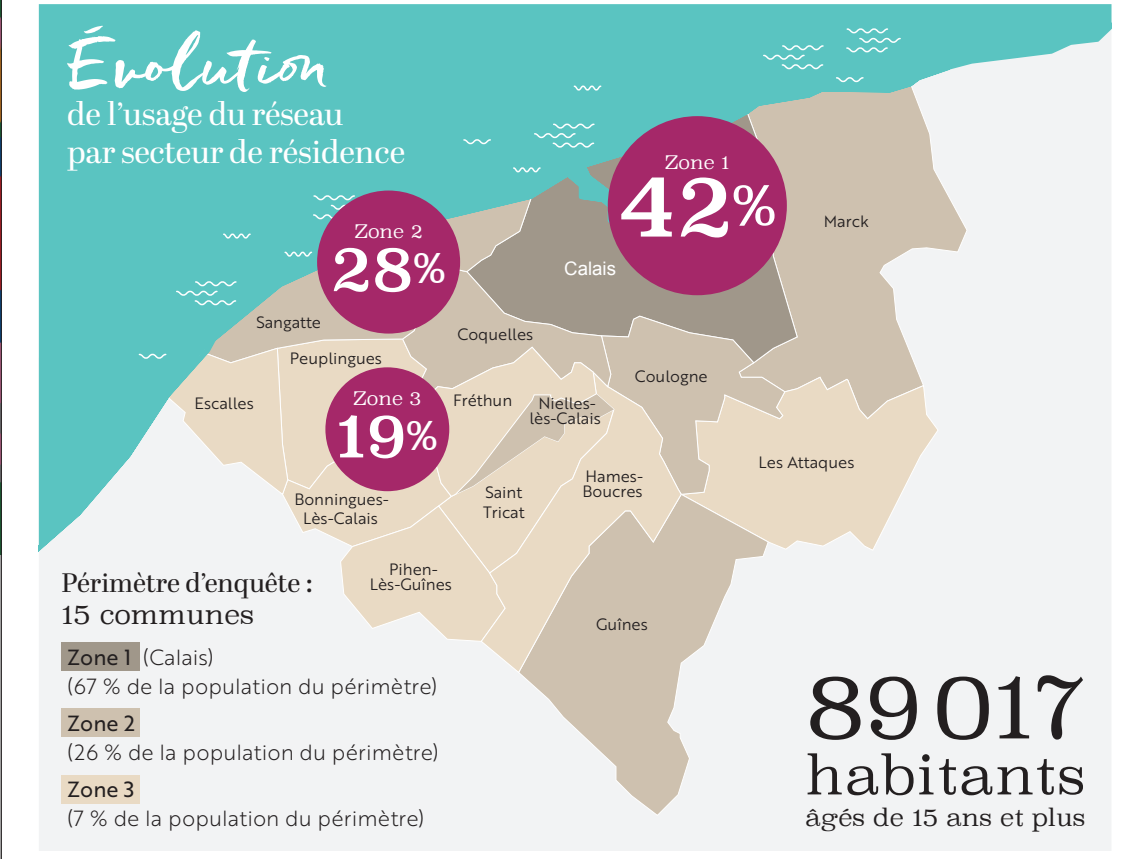 Évolution
de l’usage du réseau
par secteur de résidence
Zone 1
42%
Zone 2
28%
Zone 3
19%
Marck
Calais
Sangatte
Coquelles
Peuplingues
Coulogne
Escalles
Fréthun
Nielles-
lès-Calais
Les Attaques
Hames-
Boucres
Saint
Tricat
Bonningues-
Lès-Calais
Pihen-
Lès-Guînes
Guînes
Périmètre d’enquête :
15 communes
Zone 1 (Calais)
(67 % de la population du périmètre)
Zone 2
(26 % de la population du périmètre)
Zone 3
(7 % de la population du périmètre)
89 017
habitants
âgés de 15 ans et plus